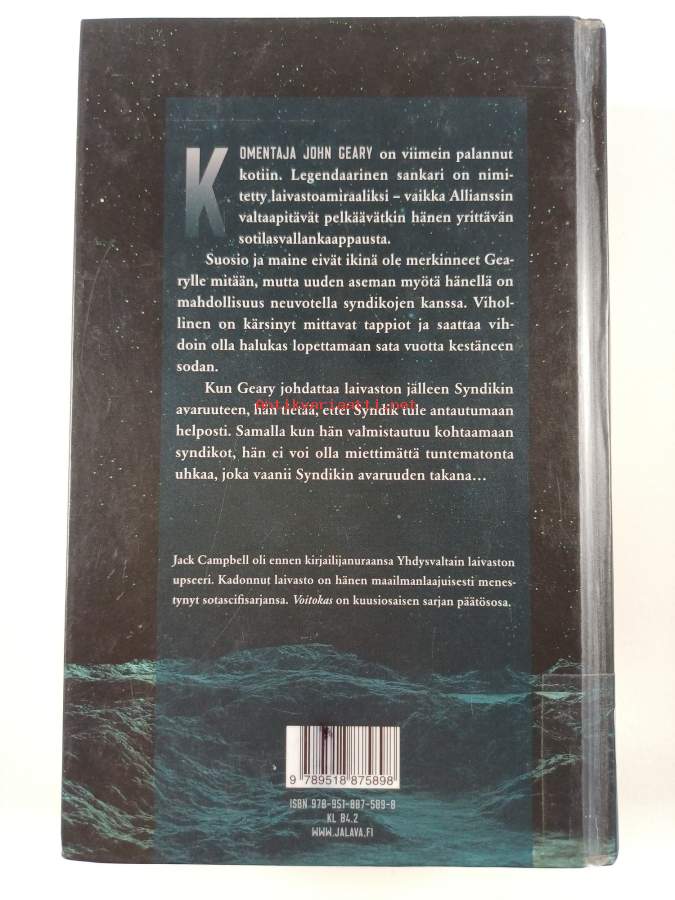 KOMENTAJA JOHN GEARY on viimein palannut
kotiin. Legendaarinen sankari on nimi-
tetty laivastoamiraaliksi – vaikka Allianssin
valtaapitävät pelkäävätkin hänen yrittävän
sotilasvallankaappausta.
Suosio ja maine eivät ikinä ole merkinneet Gea-
rylle mitään, mutta uuden aseman myötä hänellä on
mahdollisuus neuvotella syndikojen kanssa. Vihol-
linen on kärsinyt mittavat tappiot ja saattaa vih-
doin olla halukas lopettamaan sata vuotta kestäneen
sodan.
Kun Geary johdattaa laivaston jälleen Syndikin
Antikvariaatti.net
avaruuteen, hän tietää, ettei Syndik tule antautumaan
helposti. Samalla kun hän valmistautuu kohtaamaan
syndikot, hän ei voi olla miettimättä tuntematonta
uhkaa, joka vaanii Syndikin avaruuden takana…
Jack Campbell oli ennen kirjailijanuraansa Yhdysvaltain laivaston
upseeri. Kadonnut laivasto on hänen maailmanlaajuisesti menes-
tynyt sotascifisarjansa. Voitokas on kuusiosaisen sarjan päätösosa.
9 789518 875898
ISBN 978-951-887-589-8
KL 84.2
WWW.JALAVA.FI